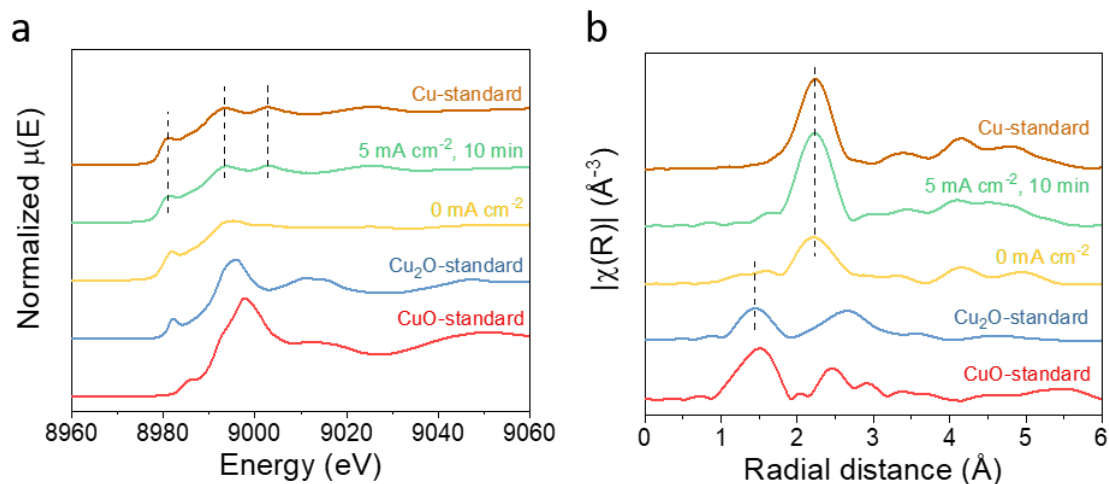 a
Normalized μ(E)
Cu-standard
5 mA cm⁻², 10 min
0 mA cm⁻²
Cu₂O-standard
CuO-standard
8960 8980 9000 9020 9040 9060
Energy (eV)
b
|χ(R)| (Å⁻³)
Cu-standard
5 mA cm⁻², 10 min
0 mA cm⁻²
Cu₂O-standard
CuO-standard
0 1 2 3 4 5 6
Radial distance (Å)